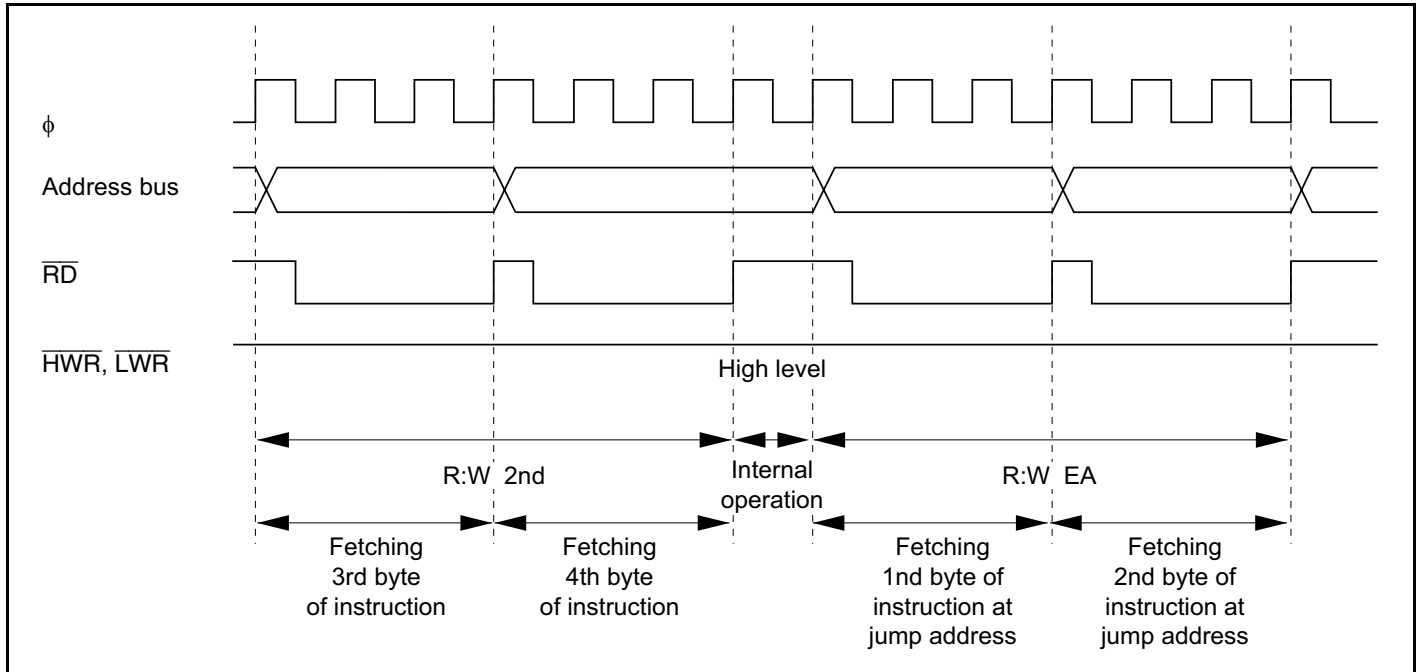 ϕ
Address bus
RD
HWR, LWR
High level
R:W 2nd
Internal
operation
R:W EA
Fetching
3rd byte
of instruction
Fetching
4th byte
of instruction
Fetching
1nd byte of
instruction at
jump address
Fetching
2nd byte of
instruction at
jump address